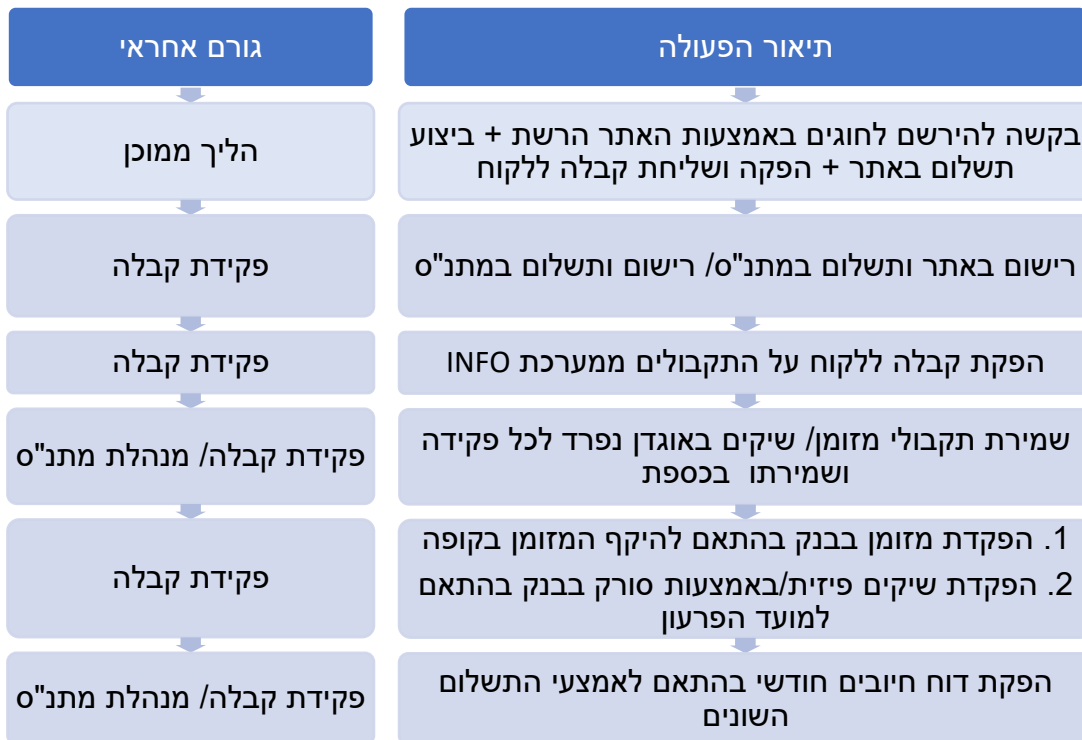 תיאור הפעולה
גורם אחראי
בקשה להירשם לחוגים באמצעות האתר הרשת + ביצוע
תשלום באתר + הפקה ושליחת קבלה ללקוח
הליך ממוכן
רישום באתר ותשלום במתנ"ס/ רישום ותשלום במתנ"ס
פקידת קבלה
הפקת קבלה ללקוח על התקבולים ממערכת INFO
פקידת קבלה
שמירת תקבולי מזומן/ שיקים באוגדן נפרד לכל פקידה
ושמירתו בכספת
פקידת קבלה/ מנהלת מתנ"ס
1. הפקדת מזומן בבנק בהתאם להיקף המזומן בקופה
2. הפקדת שיקים פיזית/באמצעות סורק בבנק בהתאם
למועד הפרעון
פקידת קבלה
הפקת דוח חיובים חודשי בהתאם לאמצעי התשלום
השונים
פקידת קבלה/ מנהלת מתנ"ס